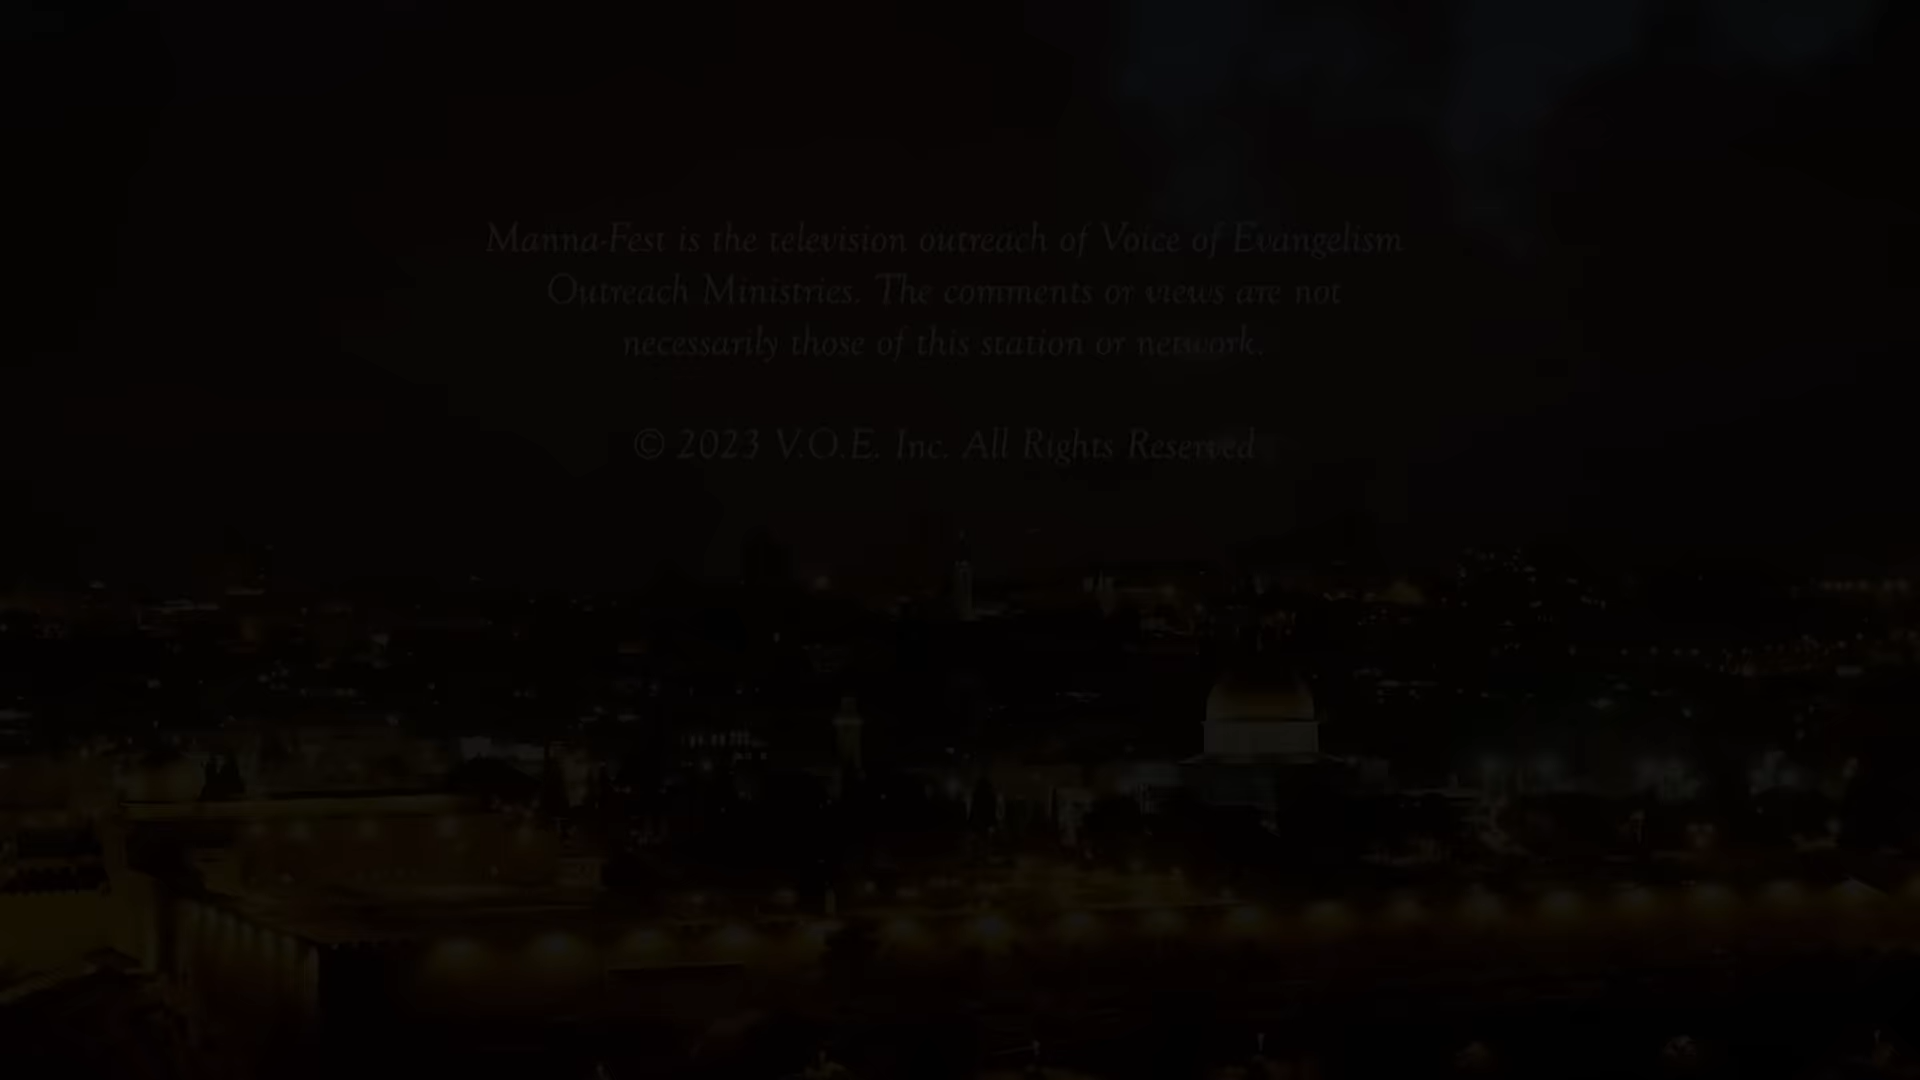 Manna-Fest is the television outreach of Voice of Evangelism
Outreach Ministries. The comments or views are not
necessarily those of this station or network.
© 2023 V.O.E. Inc. All Rights Reserved